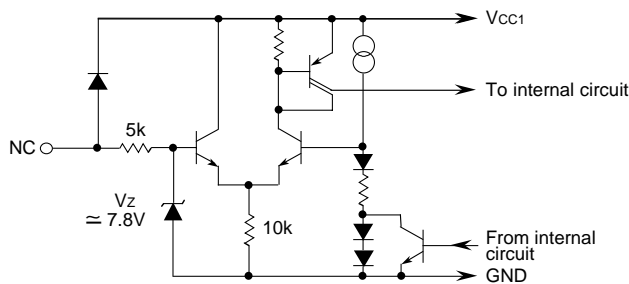 VCC1
To internal circuit
5k
NC
VZ
≃ 7.8V
10k
From internal
circuit
GND